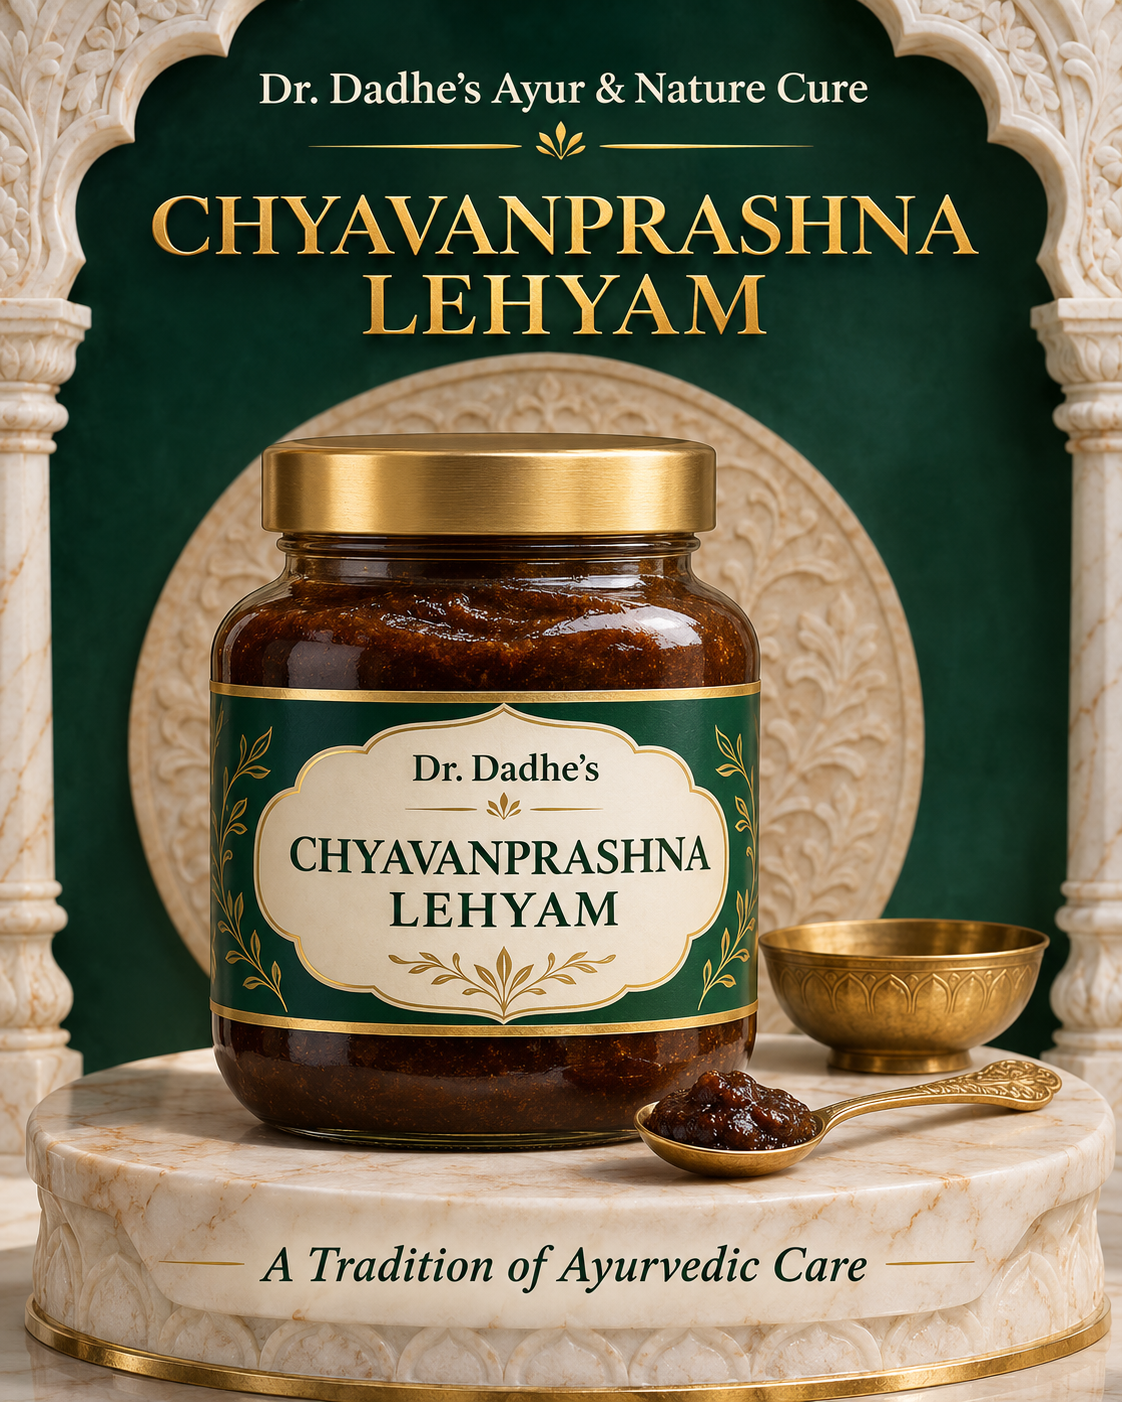 Dr. Dadhe's Ayur & Nature Cure
CHYAVANPRASHNA
LEHYAM
Dr. Dadhe's
CHYAVANPRASHNA
LEHYAM
A Tradition of Ayurvedic Care